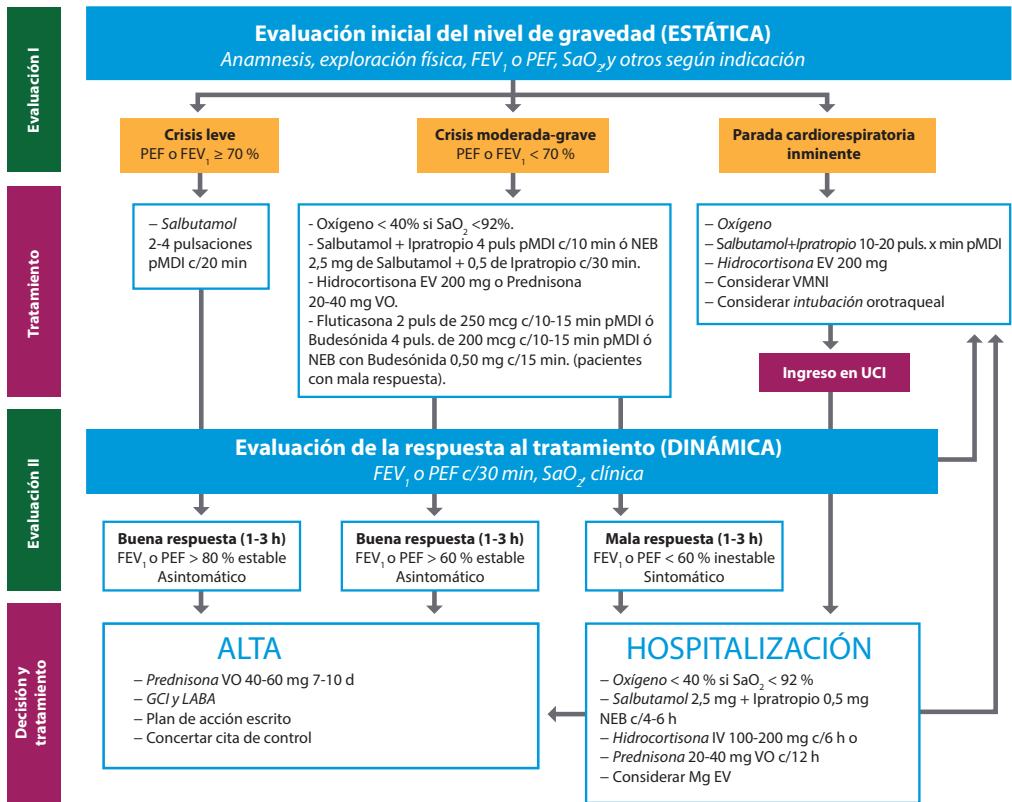 Evaluación I
Evaluación inicial del nivel de gravedad (ESTÁTICA)
Anamnesis, exploración física, FEV1 o PEF, SaO2,y otros según indicación
Crisis leve
PEF o FEV1 ≥ 70 %
Crisis moderada-grave
PEF o FEV1 < 70 %
Parada cardiorespiratoria
inminente
Tratamiento
– Salbutamol
2-4 pulsaciones
pMDI c/20 min
- Oxígeno < 40% si SaO2 <92%.
- Salbutamol + Ipratropio 4 puls pMDI c/10 min ó NEB
2,5 mg de Salbutamol + 0,5 de Ipratropio c/30 min.
- Hidrocortisona EV 200 mg o Prednisona
20-40 mg VO.
- Fluticasona 2 puls de 250 mcg c/10-15 min pMDI ó
Budesónida 4 puls. de 200 mcg c/10-15 min pMDI ó
NEB con Budesónida 0,50 mg c/15 min. (pacientes
con mala respuesta).
– Oxígeno
– Salbutamol+Ipratropio 10-20 puls. x min pMDI
– Hidrocortisona EV 200 mg
– Considerar VMNI
– Considerar intubación orotraqueal
Ingreso en UCI
Evaluación II
Evaluación de la respuesta al tratamiento (DINÁMICA)
FEV1 o PEF c/30 min, SaO2, clínica
Buena respuesta (1-3 h)
FEV1 o PEF > 80 % estable
Asintomático
Buena respuesta (1-3 h)
FEV1 o PEF > 60 % estable
Asintomático
Mala respuesta (1-3 h)
FEV1 o PEF < 60 % inestable
Sintomático
Decisión y
tratamiento
ALTA
– Prednisona VO 40-60 mg 7-10 d
– GCI y LABA
– Plan de acción escrito
– Concertar cita de control
HOSPITALIZACIÓN
– Oxígeno < 40 % si SaO2 < 92 %
– Salbutamol 2,5 mg + Ipratropio 0,5 mg
NEB c/4-6 h
– Hidrocortisona IV 100-200 mg c/6 h o
– Prednisona 20-40 mg VO c/12 h
– Considerar Mg EV